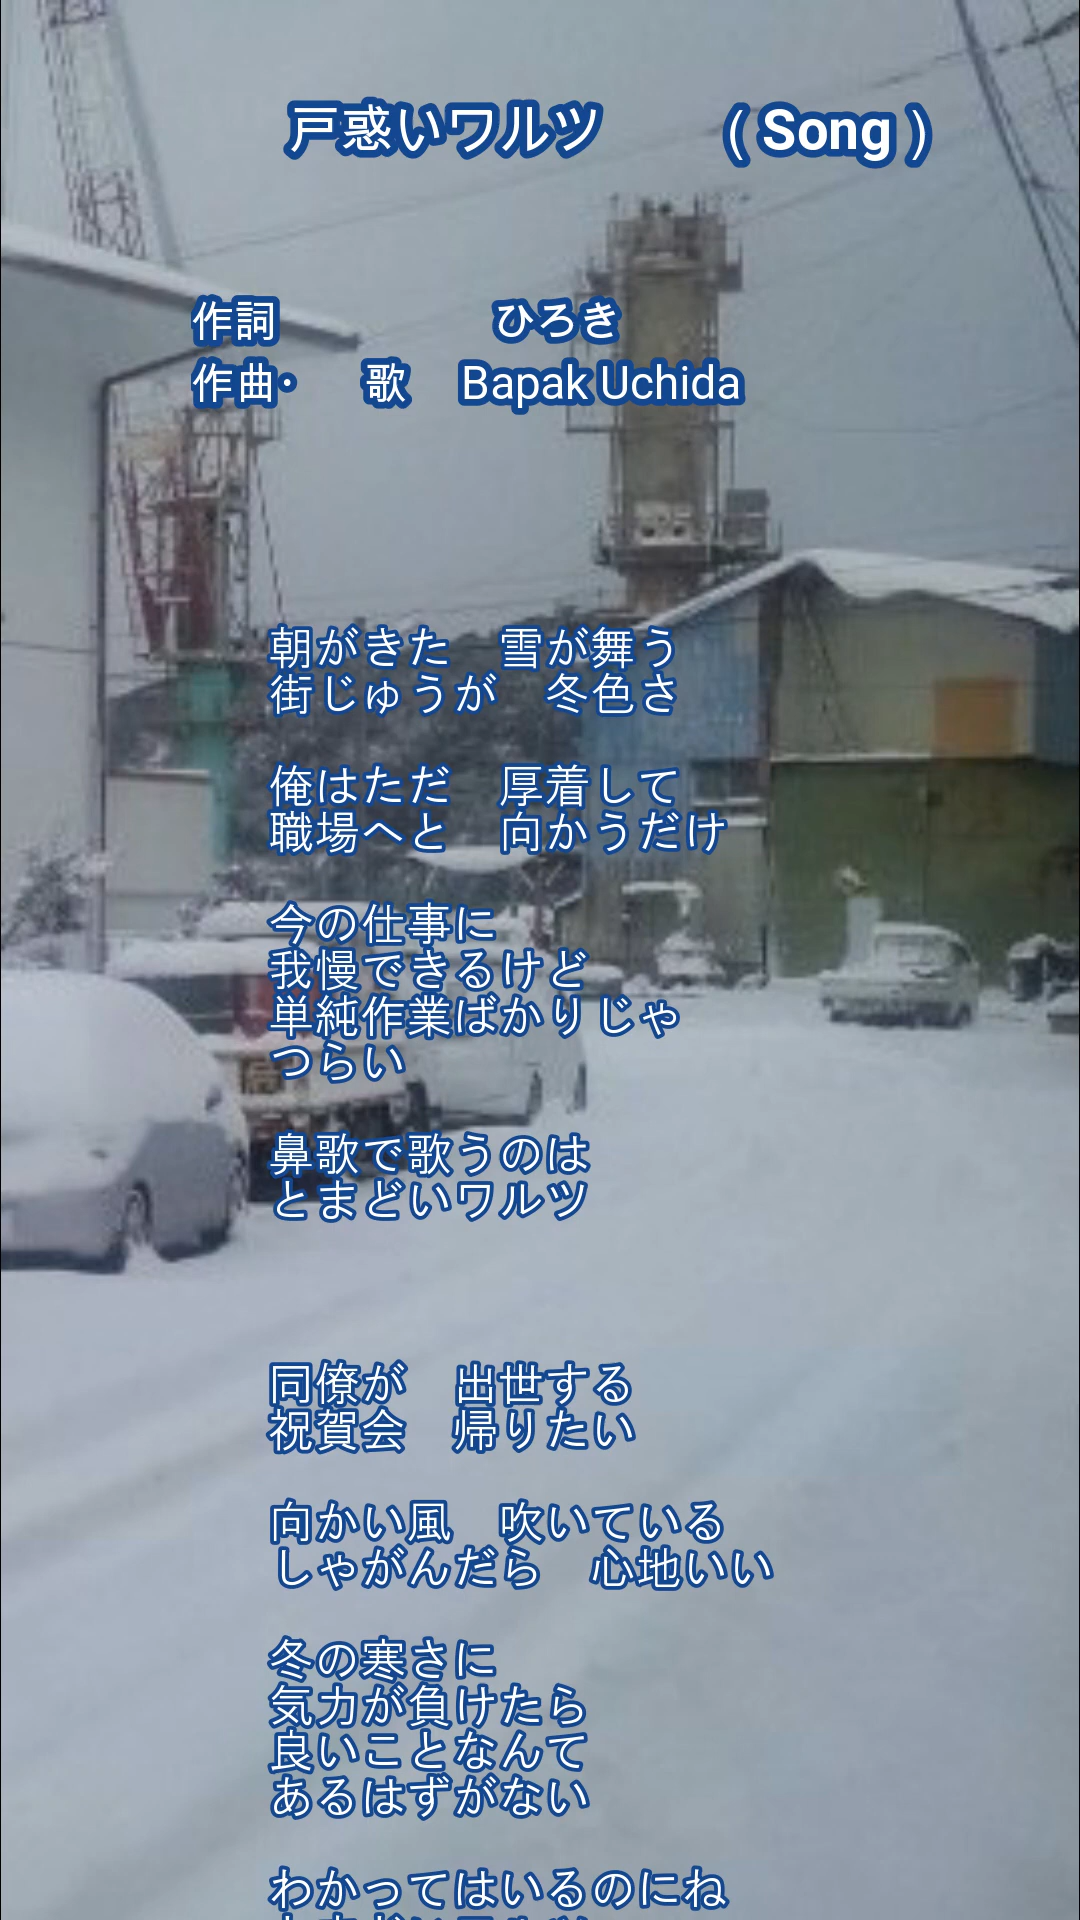 戸惑いワルツ ( Song )
作詞 ひろき
作曲・ 歌 Bapak Uchida
朝がきた 雪が舞う
街じゅうが 冬色さ
俺はただ 厚着して
職場へと 向かうだけ
今の仕事に
我慢できるけど
単純作業ばかりじゃ
つらい
鼻歌で歌うのは
とまどいワルツ
同僚が 出世する
祝賀会 帰りたい
向かい風 吹いている
しゃがんだら 心地いい
冬の寒さに
気力が負けたら
良いことなんて
あるはずがない
わかってはいるのにね